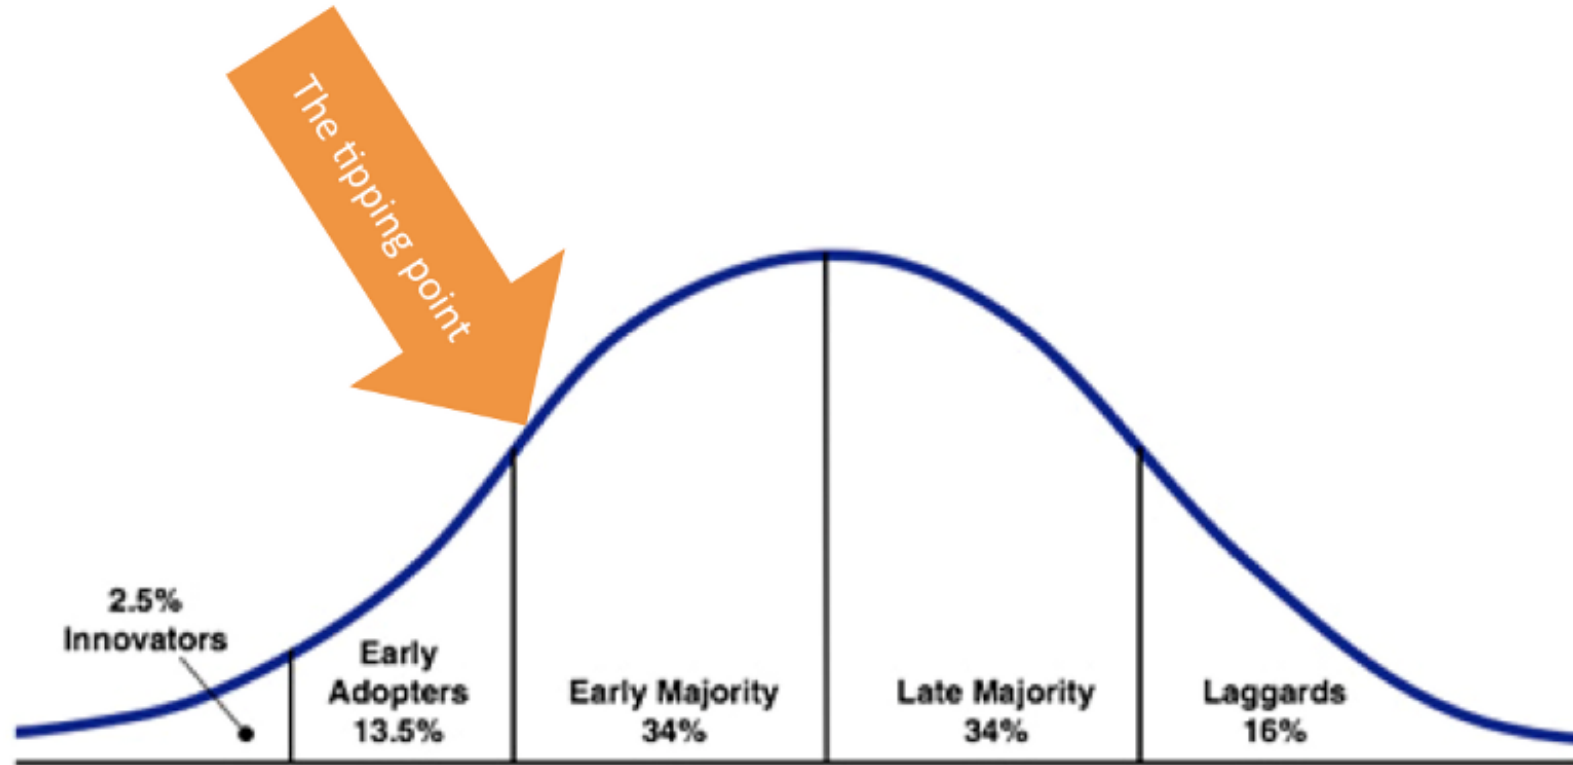 The tipping point
2.5%
Innovators
Early
Adopters
13.5%
Early Majority
34%
Late Majority
34%
Laggards
16%